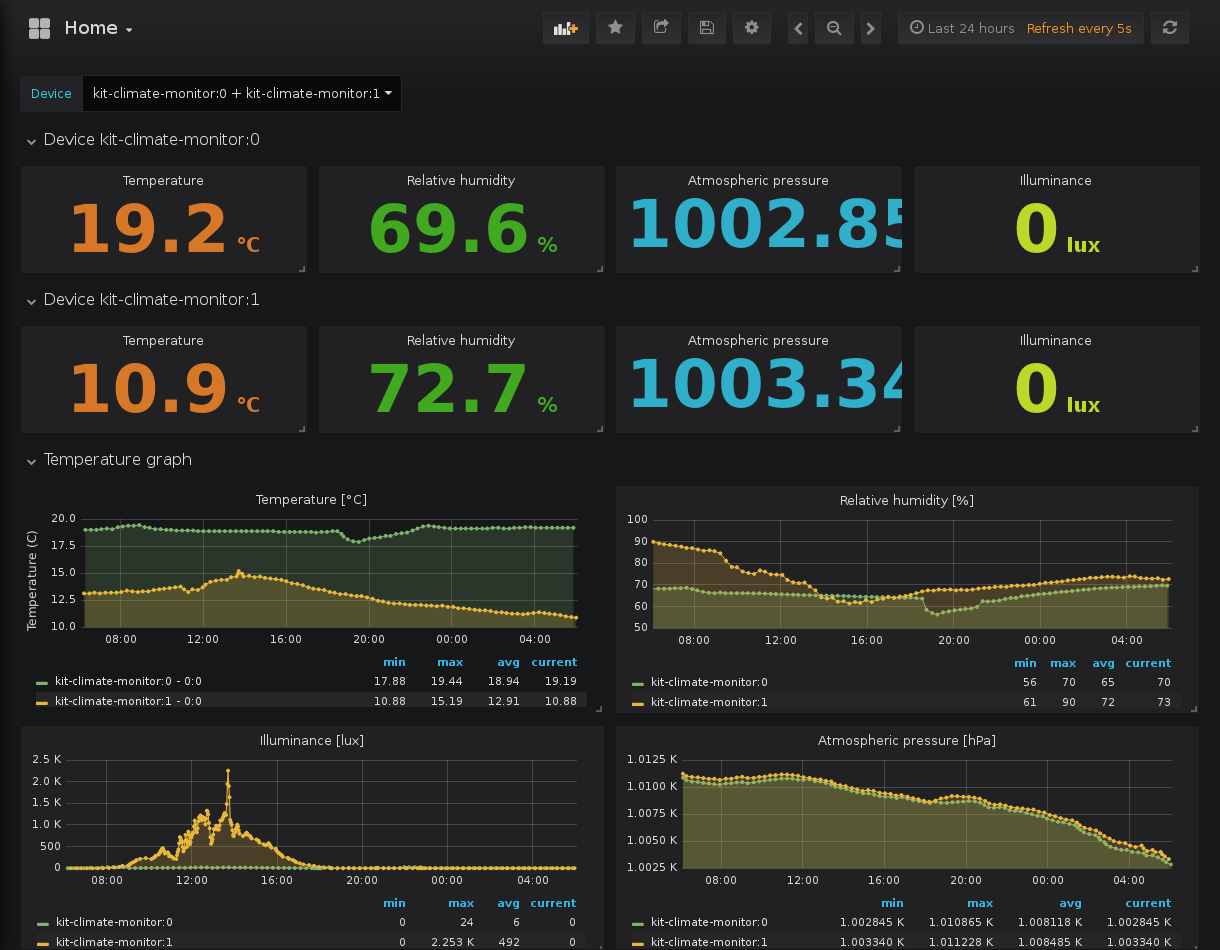 Home
Last 24 hours Refresh every 5s
Device kit-climate-monitor:0 + kit-climate-monitor:1
Device kit-climate-monitor:0
Temperature Relative humidity Atmospheric pressure Illuminance
19.2 °C 69.6 % 1002.85 0 lux
Device kit-climate-monitor:1
Temperature Relative humidity Atmospheric pressure Illuminance
10.9 °C 72.7 % 1003.34 0 lux
Temperature graph
Temperature [°C]
Temperature (C)
20.0
17.5
15.0
12.5
10.0
08:00 12:00 16:00 20:00 00:00 04:00
min max avg current
kit-climate-monitor:0 - 0:0 17.88 19.44 18.94 19.19
kit-climate-monitor:1 - 0:0 10.88 15.19 12.91 10.88
Relative humidity [%]
100
90
80
70
60
50
08:00 12:00 16:00 20:00 00:00 04:00
min max avg current
kit-climate-monitor:0 56 70 65 70
kit-climate-monitor:1 61 90 72 73
Illuminance [lux]
2.5 K
2.0 K
1.5 K
1.0 K
500
0
08:00 12:00 16:00 20:00 00:00 04:00
min max avg current
kit-climate-monitor:0 0 24 6 0
kit-climate-monitor:1 0 2.253 K 492 0
Atmospheric pressure [hPa]
1.0125 K
1.0100 K
1.0075 K
1.0050 K
1.0025 K
08:00 12:00 16:00 20:00 00:00 04:00
min max avg current
kit-climate-monitor:0 1.002845 K 1.010865 K 1.008118 K 1.002845 K
kit-climate-monitor:1 1.003340 K 1.011228 K 1.008485 K 1.003340 K